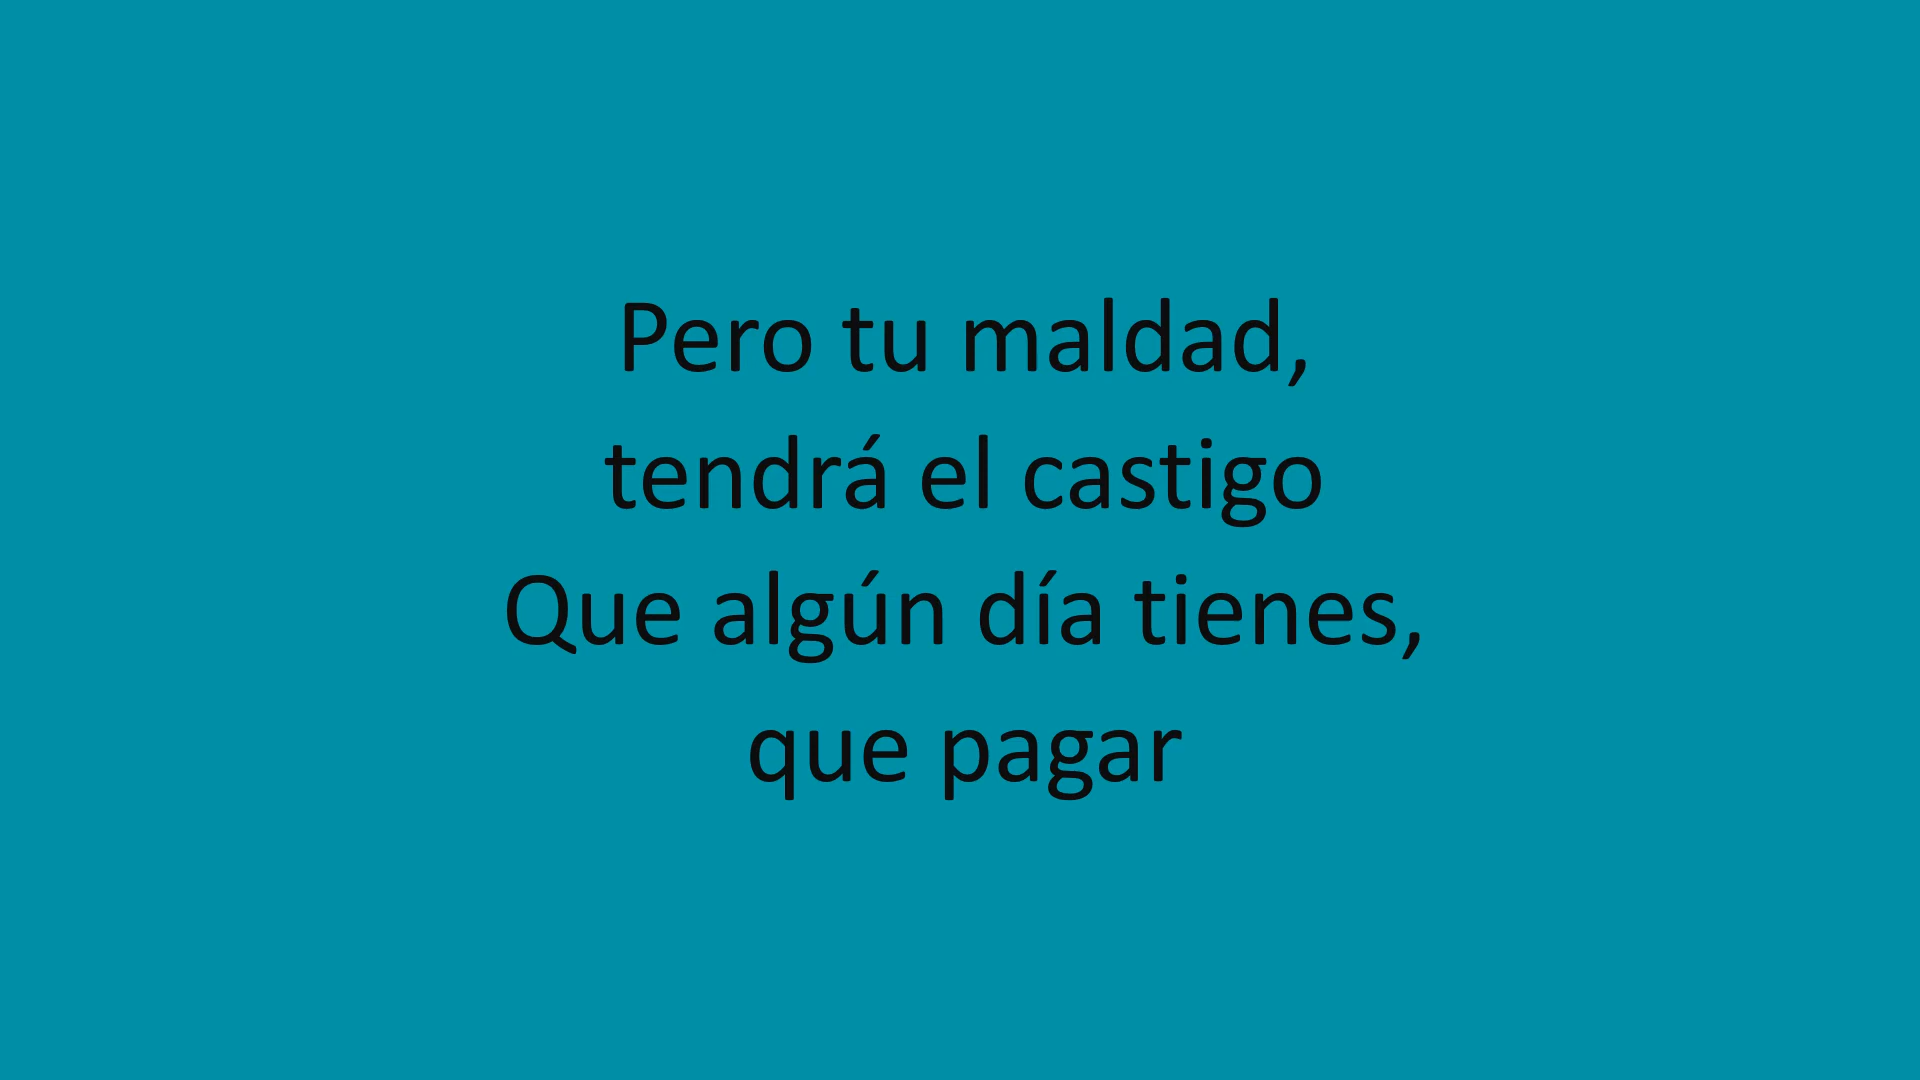 Pero tu maldad,
tendrá el castigo
Que algún día tienes,
que pagar